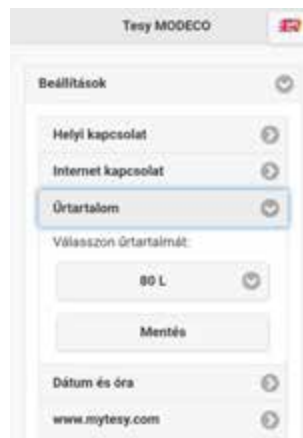 Tesy MODECO
Beállítások
Helyi kapcsolat
Internet kapcsolat
Űrtartalom
Válasszon űrtartalmát:
80 L
Mentés
Dátum és óra
www.mytesy.com